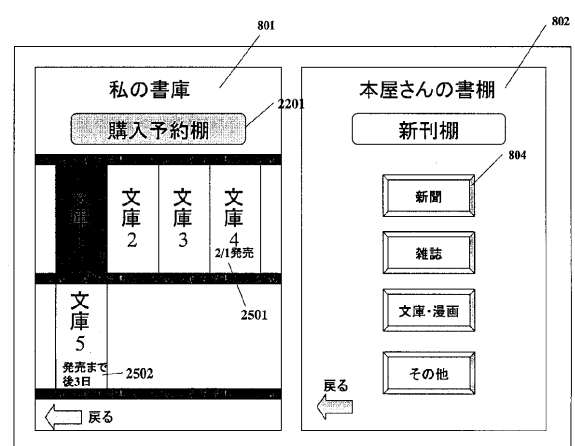 801
802
私の書庫
購入予約棚
2201
文庫2
文庫3
文庫4
2/1発売
2501
文庫5
発売まで
後3日
2502
戻る
本屋さんの書棚
新刊棚
804
新聞
雑誌
文庫・漫画
その他
戻る